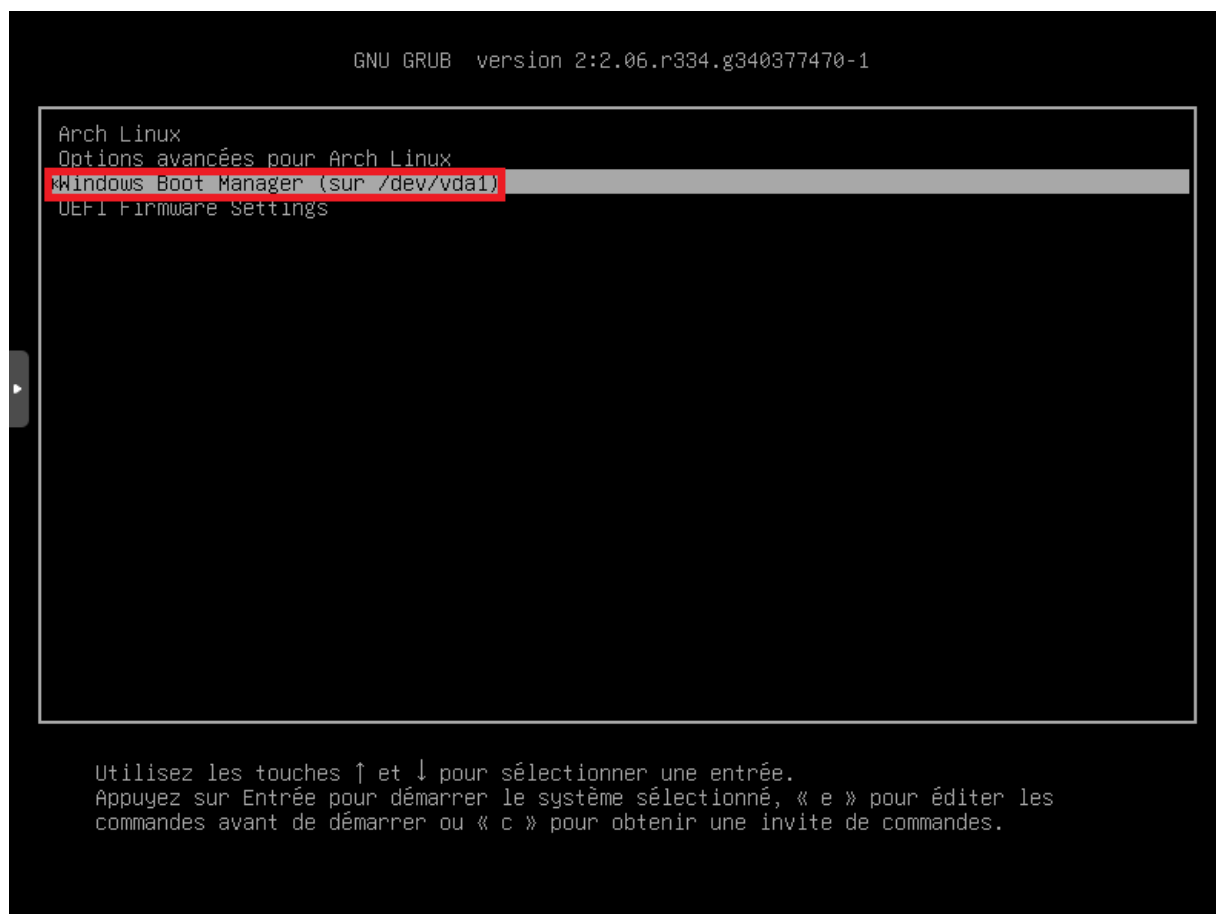 GNU GRUB version 2:2.06.r334.g340377470-1
Arch Linux
Options avancées pour Arch Linux
*Windows Boot Manager (sur /dev/vda1)
UEFI Firmware Settings
Utilisez les touches ↑ et ↓ pour sélectionner une entrée.
Appuyez sur Entrée pour démarrer le système sélectionné, « e » pour éditer les
commandes avant de démarrer ou « c » pour obtenir une invite de commandes.